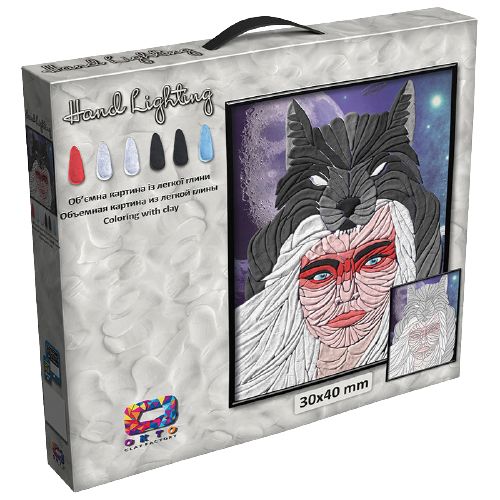 Hand Lighting
Hand Lighting
Об'ємна картина із легкої глини
Объемная картина из легкой глины
Coloring with clay
30x40 mm
OKTO
CLAY FACTORY